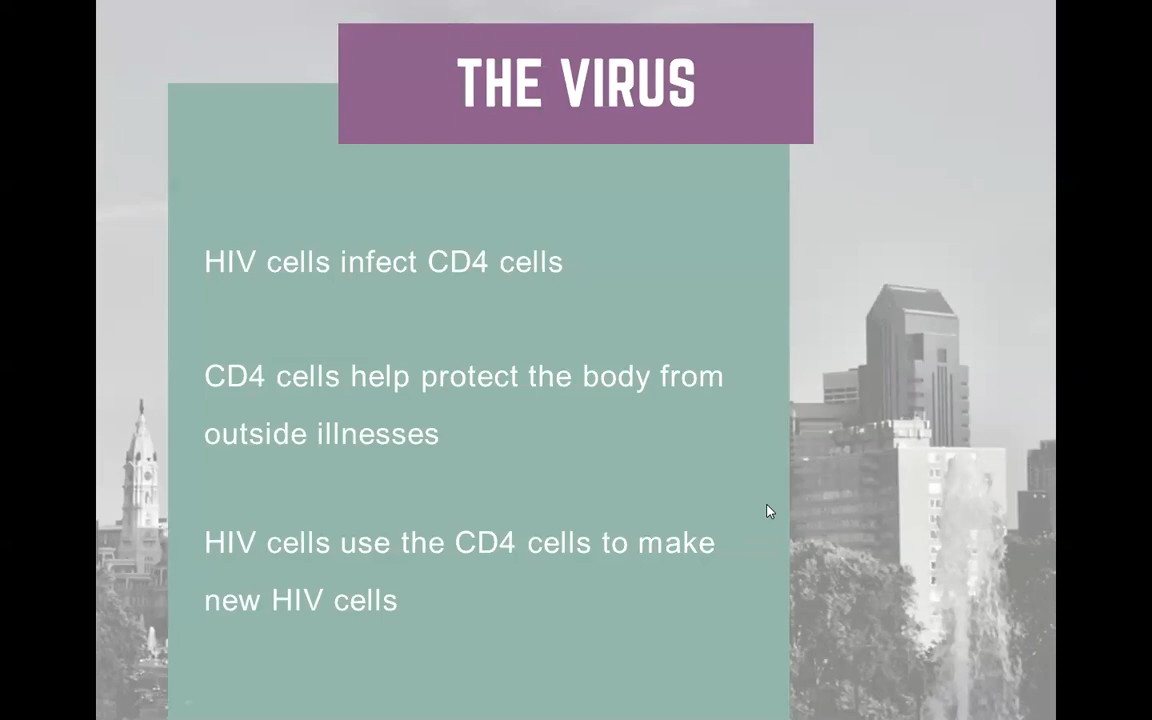 THE VIRUS
HIV cells infect CD4 cells
CD4 cells help protect the body from
outside illnesses
HIV cells use the CD4 cells to make
new HIV cells